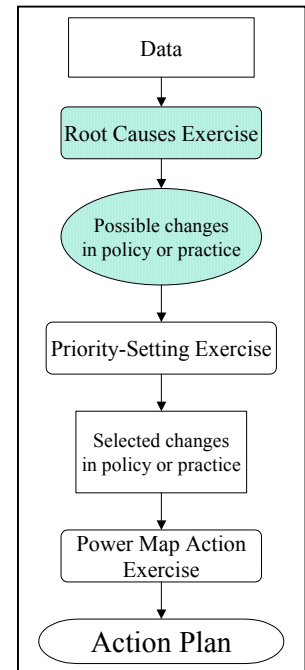 Data
Root Causes Exercise
Possible changes
in policy or practice
Priority-Setting Exercise
Selected changes
in policy or practice
Power Map Action
Exercise
Action Plan